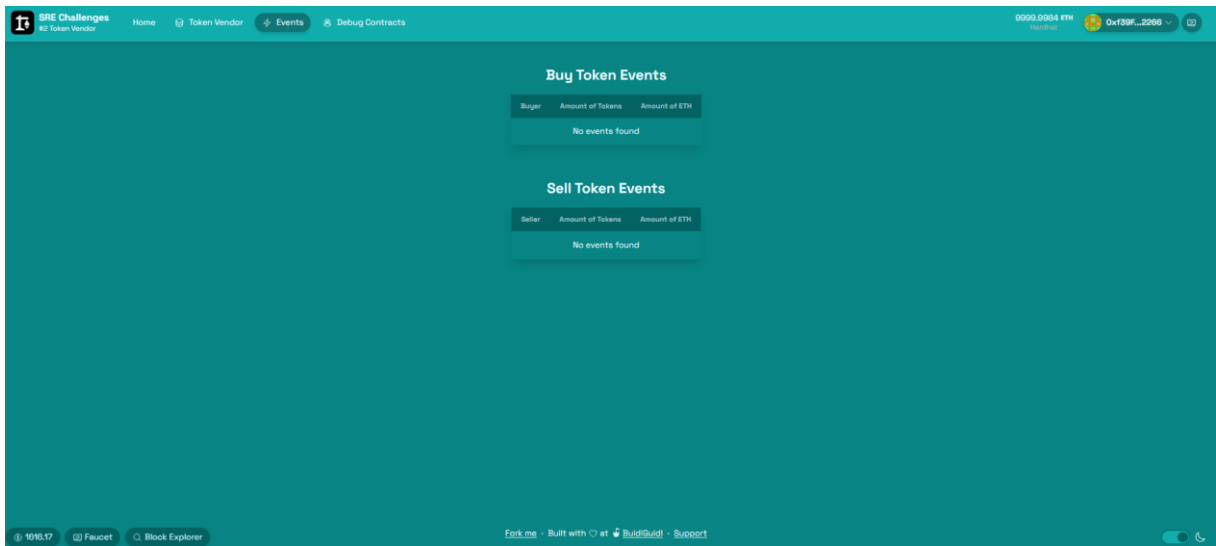 SRE Challenges
#2 Token Vendor
Home
Token Vendor
Events
Debug Contracts
9999.9984 ETH
Hardhat
0xf39F...2266
Buy Token Events
Buyer Amount of Tokens Amount of ETH
No events found
Sell Token Events
Seller Amount of Tokens Amount of ETH
No events found
1616.17
Faucet
Block Explorer
Fork me · Built with ♡ at BuidlGuidl · Support